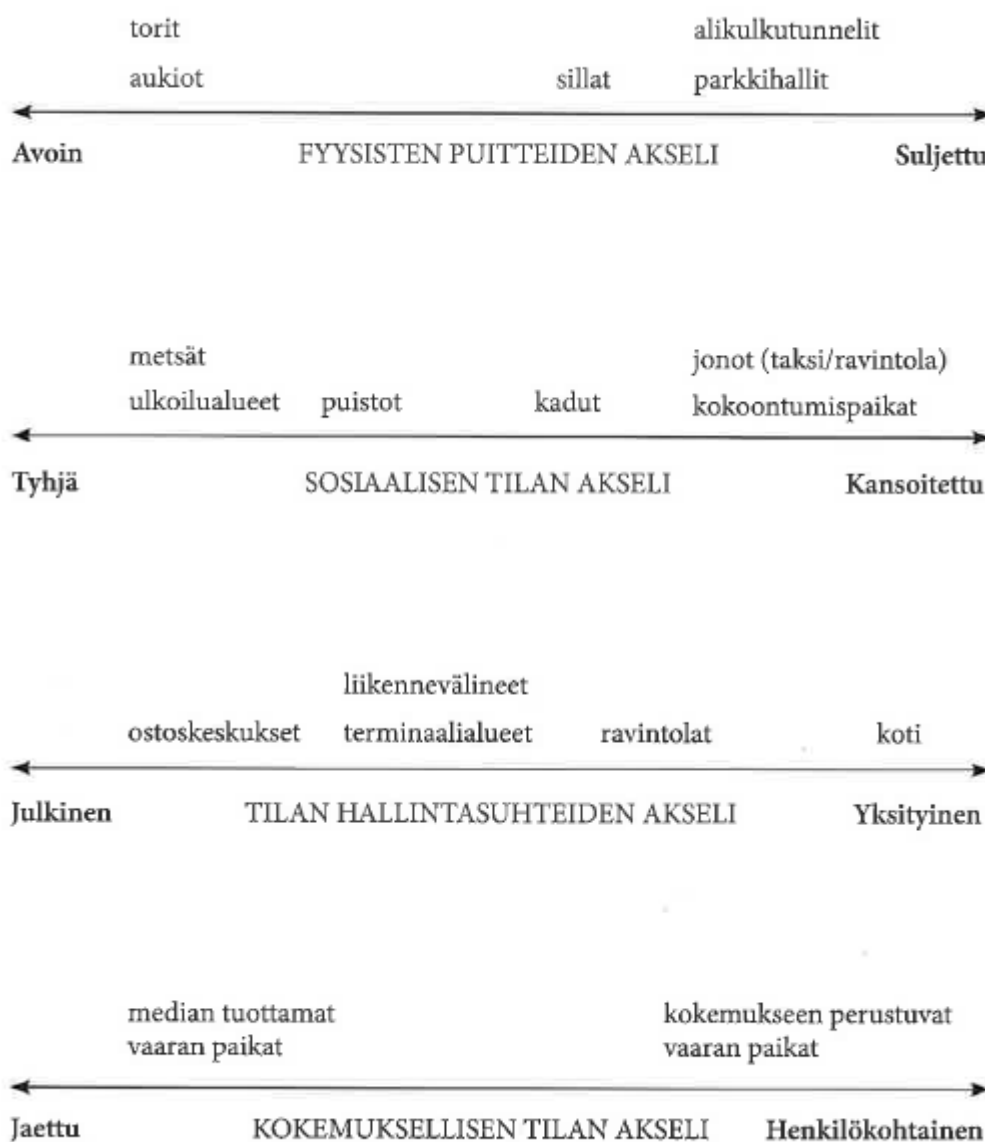 torit alikulkutunnelit
aukiot sillat parkkihallit
Avoin FYYSISTEN PUITTEIDEN AKSELI Suljettu
metsät jonot (taksi/ravintola)
ulkoilualueet puistot kadut kokoontumispaikat
Tyhjä SOSIAALISEN TILAN AKSELI Kansoitettu
liikennevälineet
ostoskeskukset terminaalialueet ravintolat koti
Julkinen TILAN HALLINTASUHTEIDEN AKSELI Yksityinen
median tuottamat kokemukseen perustuvat
vaaran paikat vaaran paikat
Jaettu KOKEMUKSELLISEN TILAN AKSELI Henkilökohtainen